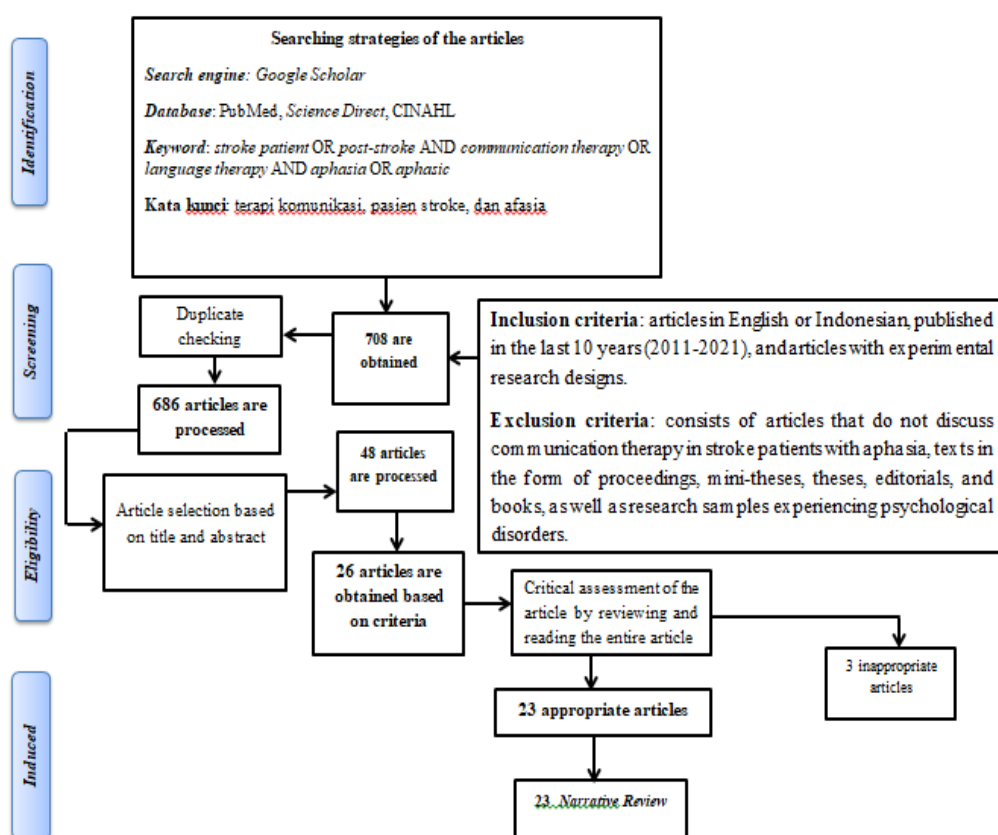 Identification
Searching strategies of the articles
Search engine: Google Scholar
Database: PubMed, Science Direct, CINAHL
Keyword: stroke patient OR post-stroke AND communication therapy OR
language therapy AND aphasia OR aphasic
Kata kunci: terapi komunikasi, pasien stroke, dan afasia
Screening
Duplicate
checking
708 are
obtained
Inclusion criteria: articles in English or Indonesian, published
in the last 10 years (2011-2021), and articles with experimental
research designs.
Exclusion criteria: consists of articles that do not discuss
communication therapy in stroke patients with aphasia, texts in
the form of proceedings, mini-theses, theses, editorials, and
books, as well as research samples experiencing psychological
disorders.
686 articles are
processed
Eligibility
48 articles
are processed
Article selection based
on title and abstract
26 articles are
obtained based
on criteria
Critical assessment of the
article by reviewing and
reading the entire article
3 inappropriate
articles
Induced
23 appropriate articles
23 Narrative Review